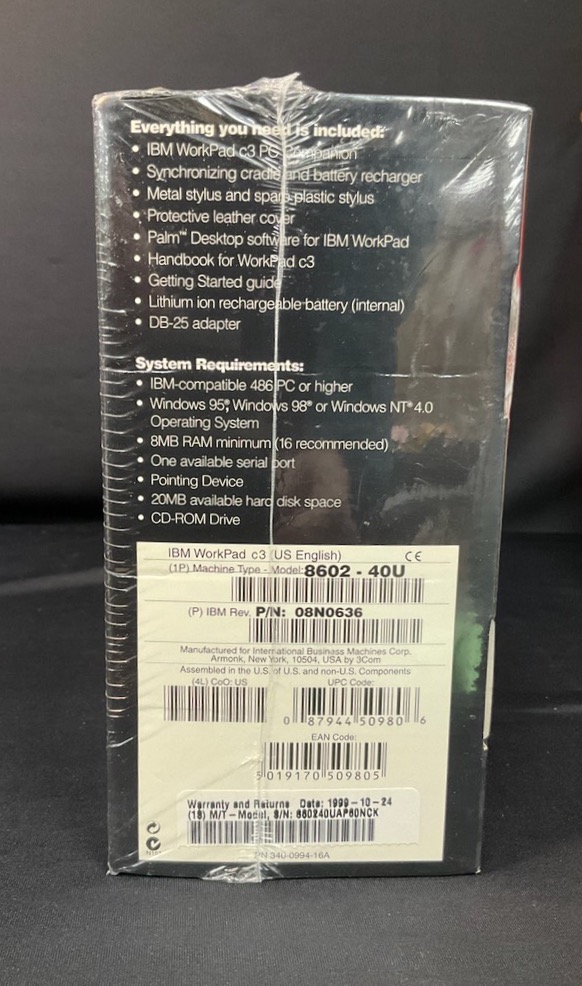 Everything you need is included:
• IBM WorkPad c3 PC Companion
• Synchronizing cradle and battery recharger
• Metal stylus and spare plastic stylus
• Protective leather cover
• Palm™ Desktop software for IBM WorkPad
• Handbook for WorkPad c3
• Getting Started guide
• Lithium ion rechargeable battery (internal)
• DB-25 adapter
System Requirements:
• IBM-compatible 486 PC or higher
• Windows 95®, Windows 98® or Windows NT® 4.0
Operating System
• 8MB RAM minimum (16 recommended)
• One available serial port
• Pointing Device
• 20MB available hard disk space
• CD-ROM Drive
IBM WorkPad c3 (US English) CE
(1P) Machine Type - Model: 8602 - 40U
(P) IBM Rev. P/N: 08N0636
Manufactured for International Business Machines Corp.
Armonk, New York, 10504, USA by 3Com
Assembled in the U.S. of U.S. and non-U.S. Components
(4L) CoO: US UPC Code:
0 87944 50980 6
EAN Code:
5 019170 509805
Warranty and Returns Date: 1999-10-24
(1S) M/T - Model, S/N: 860240UAP60NCK
PN 340-0994-16A